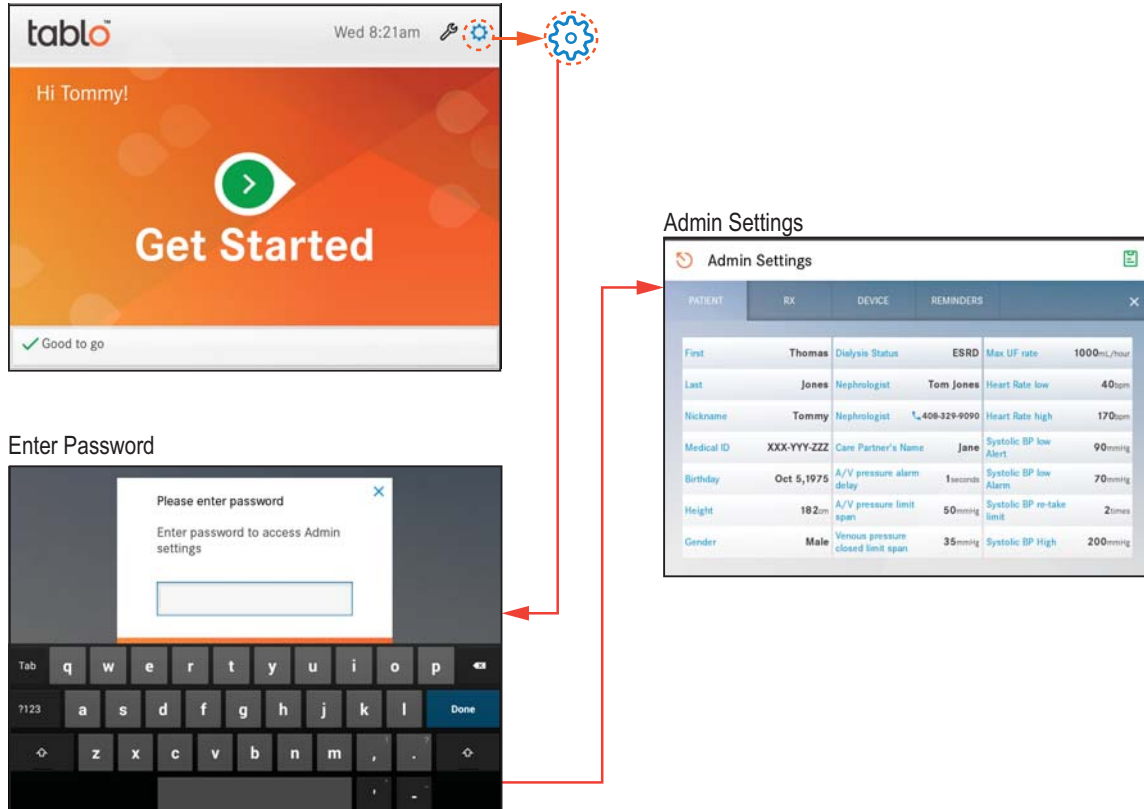 tablo™
Wed 8:21am
Hi Tommy!
Get Started
Good to go
Enter Password
Please enter password
Enter password to access Admin
settings
Tab q w e r t y u i o p
?123 a s d f g h j k l Done
z x c v b n m , ! . ?
' " - _
Admin Settings
Admin Settings
PATIENT RX DEVICE REMINDERS
First Thomas Dialysis Status ESRD Max UF rate 1000mL/hour
Last Jones Nephrologist Tom Jones Heart Rate low 40bpm
Nickname Tommy Nephrologist 408-329-9090 Heart Rate high 170bpm
Medical ID XXX-YYY-ZZZ Care Partner's Name Jane Systolic BP low
Alert 90mmHg
Birthday Oct 5,1975 A/V pressure alarm
delay 1seconds Systolic BP low
Alarm 70mmHg
Height 182cm A/V pressure limit
span 50mmHg Systolic BP re-take
limit 2times
Gender Male Venous pressure
closed limit span 35mmHg Systolic BP High 200mmHg